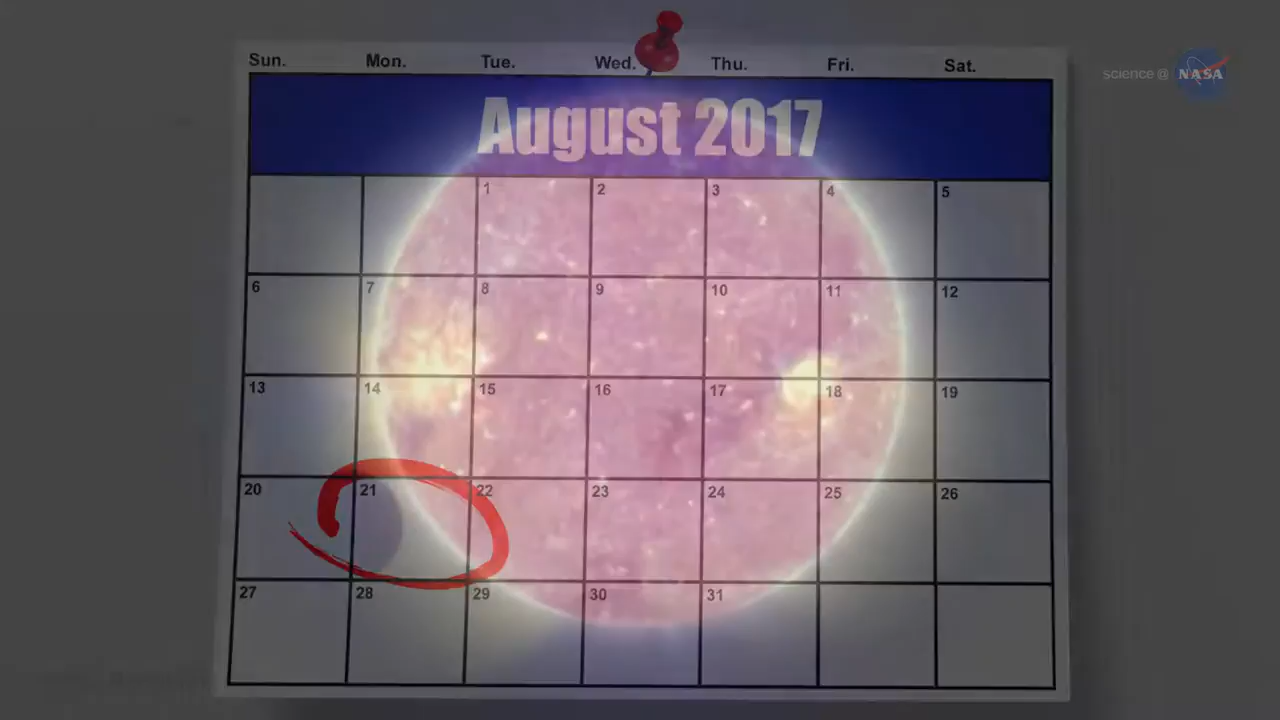 Sun. Mon. Tue. Wed. Thu. Fri. Sat.
science@ NASA
August 2017
1 2 3 4 5
6 7 8 9 10 11 12
13 14 15 16 17 18 19
20 21 22 23 24 25 26
27 28 29 30 31